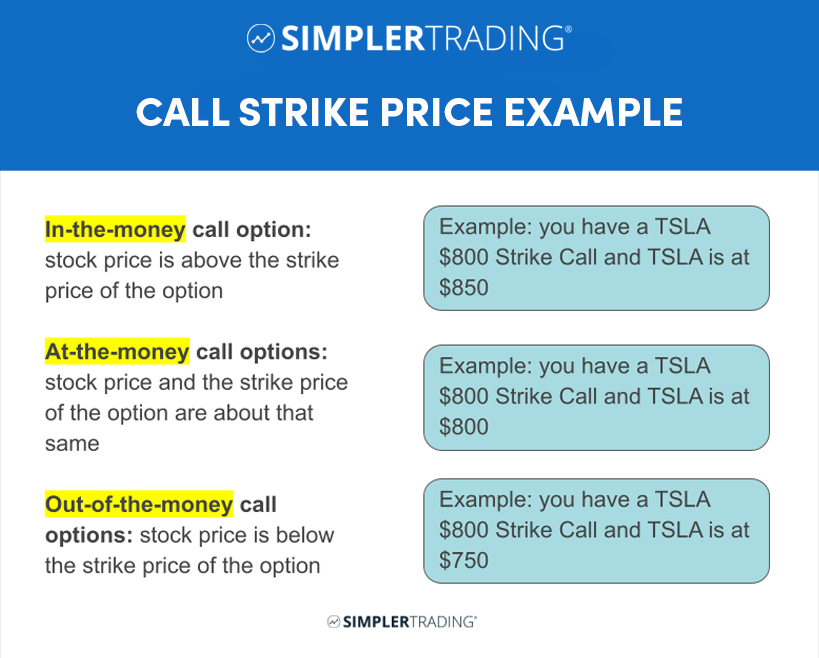 SIMPLERTRADING®
CALL STRIKE PRICE EXAMPLE
In-the-money call option:
stock price is above the strike
price of the option
Example: you have a TSLA
$800 Strike Call and TSLA is at
$850
At-the-money call options:
stock price and the strike price
of the option are about that
same
Example: you have a TSLA
$800 Strike Call and TSLA is at
$800
Out-of-the-money call
options: stock price is below
the strike price of the option
Example: you have a TSLA
$800 Strike Call and TSLA is at
$750
SIMPLERTRADING®